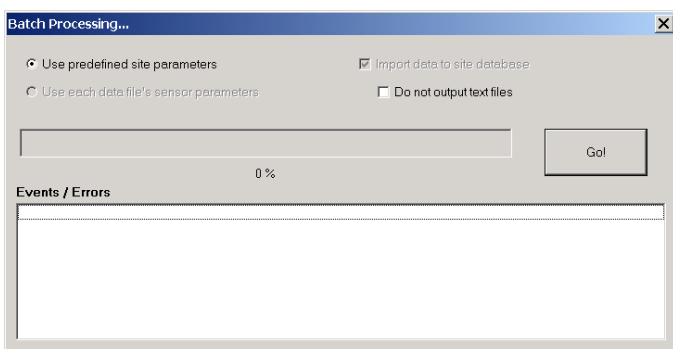 Batch Processing...
Use predefined site parameters
Import data to site database
Use each data file's sensor parameters
Do not output text files
Go!
0 %
Events / Errors